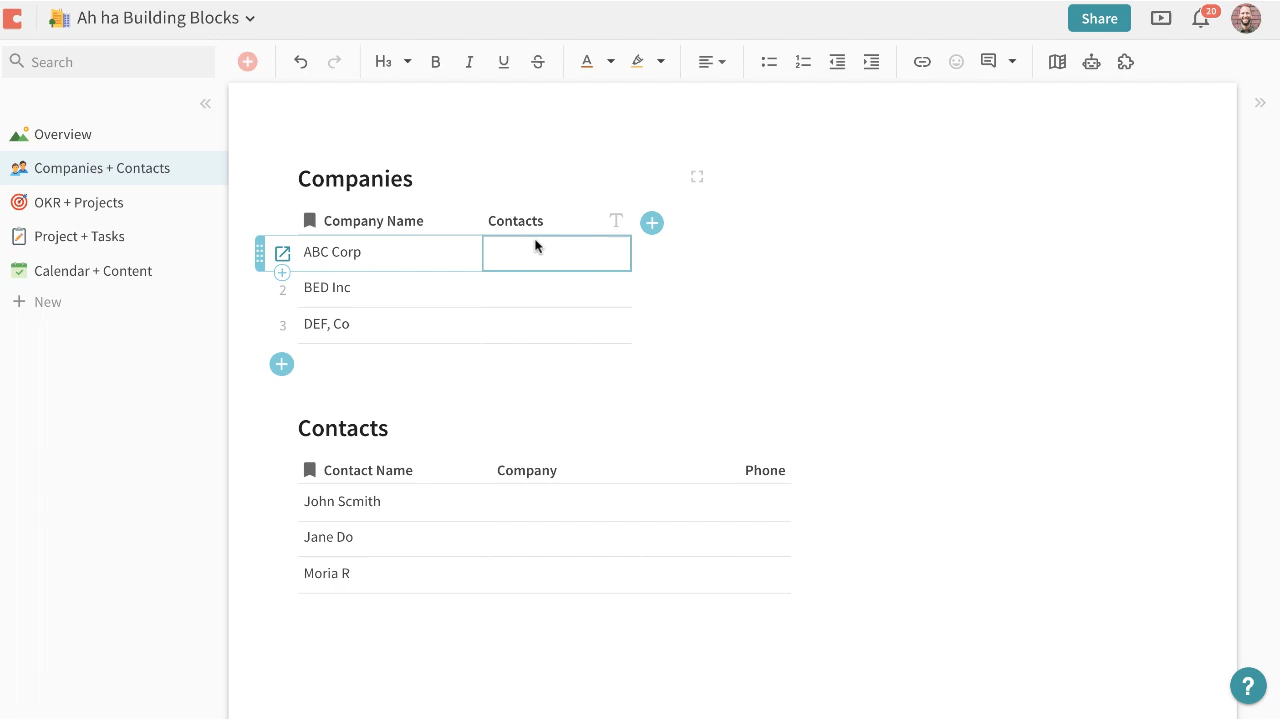 Ah ha Building Blocks
Share
20
Search
H3
B
I
U
S
A
Overview
Companies + Contacts
OKR + Projects
Project + Tasks
Calendar + Content
New
Companies
Company Name Contacts T
ABC Corp
2 BED Inc
3 DEF, Co
Contacts
Contact Name Company Phone
John Scmith
Jane Do
Moria R
?